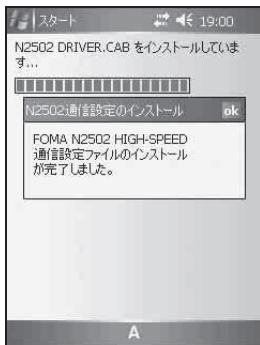 スタート 19:00
N2502 DRIVER.CAB をインストールしていま
す...
N2502通信設定のインストール ok
FOMA N2502 HIGH-SPEED
通信設定ファイルのインストール
が完了しました。
A